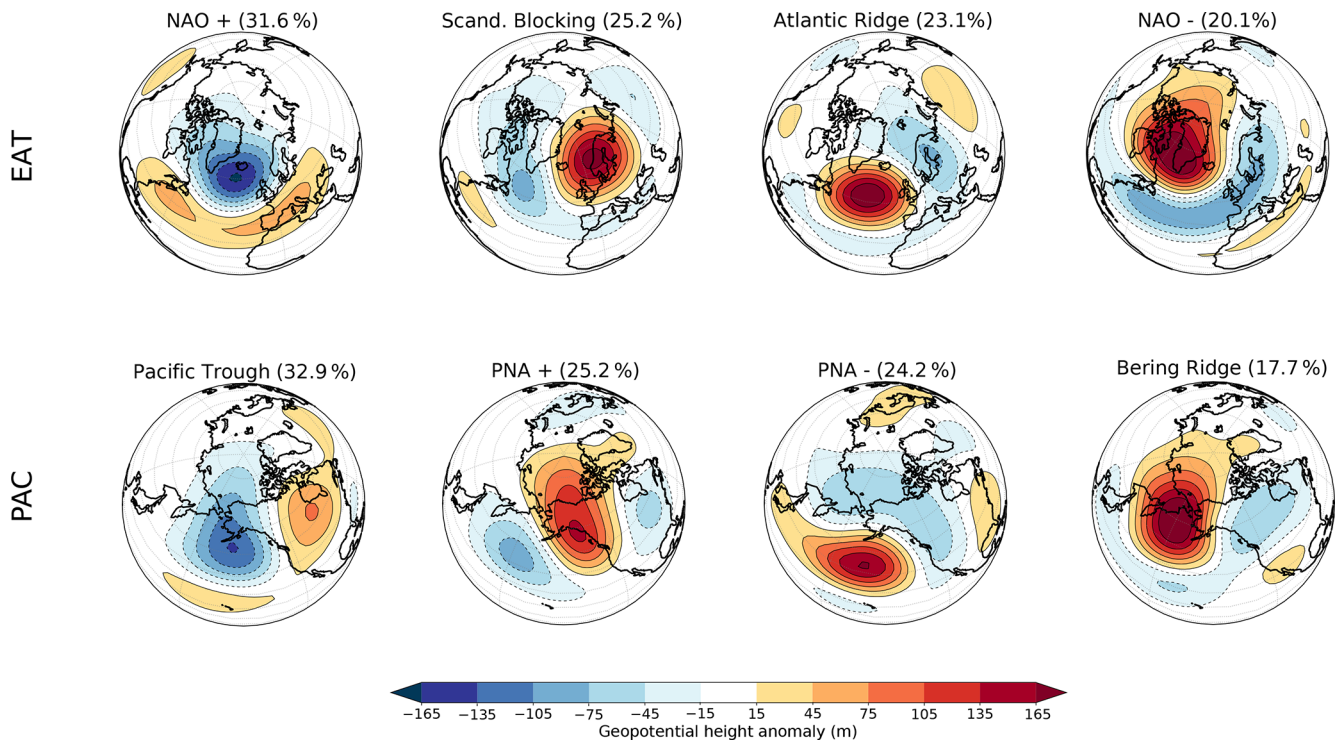 NAO + (31.6 %)
Scand. Blocking (25.2 %)
Atlantic Ridge (23.1%)
NAO - (20.1%)
EAT
Pacific Trough (32.9 %)
PNA + (25.2 %)
PNA - (24.2 %)
Bering Ridge (17.7 %)
PAC
−165 −135 −105 −75 −45 −15 15 45 75 105 135 165
Geopotential height anomaly (m)